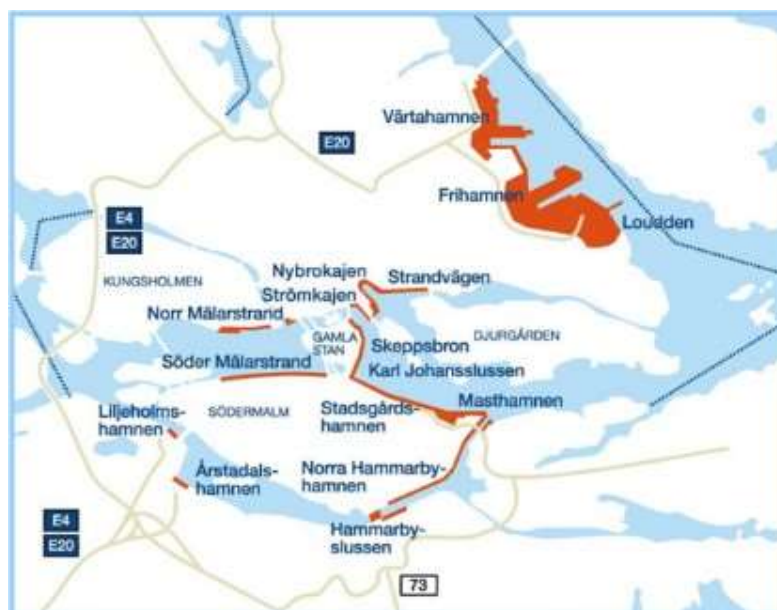 Värtahamnen
E20
Frihamnen
Loudden
E4
E20
KUNGSHOLMEN
Nybrokajen
Strandvägen
Strömkajen
Norr Mälarstrand
GAMLA
STAN
Skeppsbron
DJURGÅRDEN
Söder Mälarstrand
Karl Johansslussen
Masthamnen
Liljeholms-
hamnen
SÖDERMALM
Stadsgårds-
hamnen
Årstadals-
hamnen
Norra Hammarby-
hamnen
E4
E20
Hammarby-
slussen
73